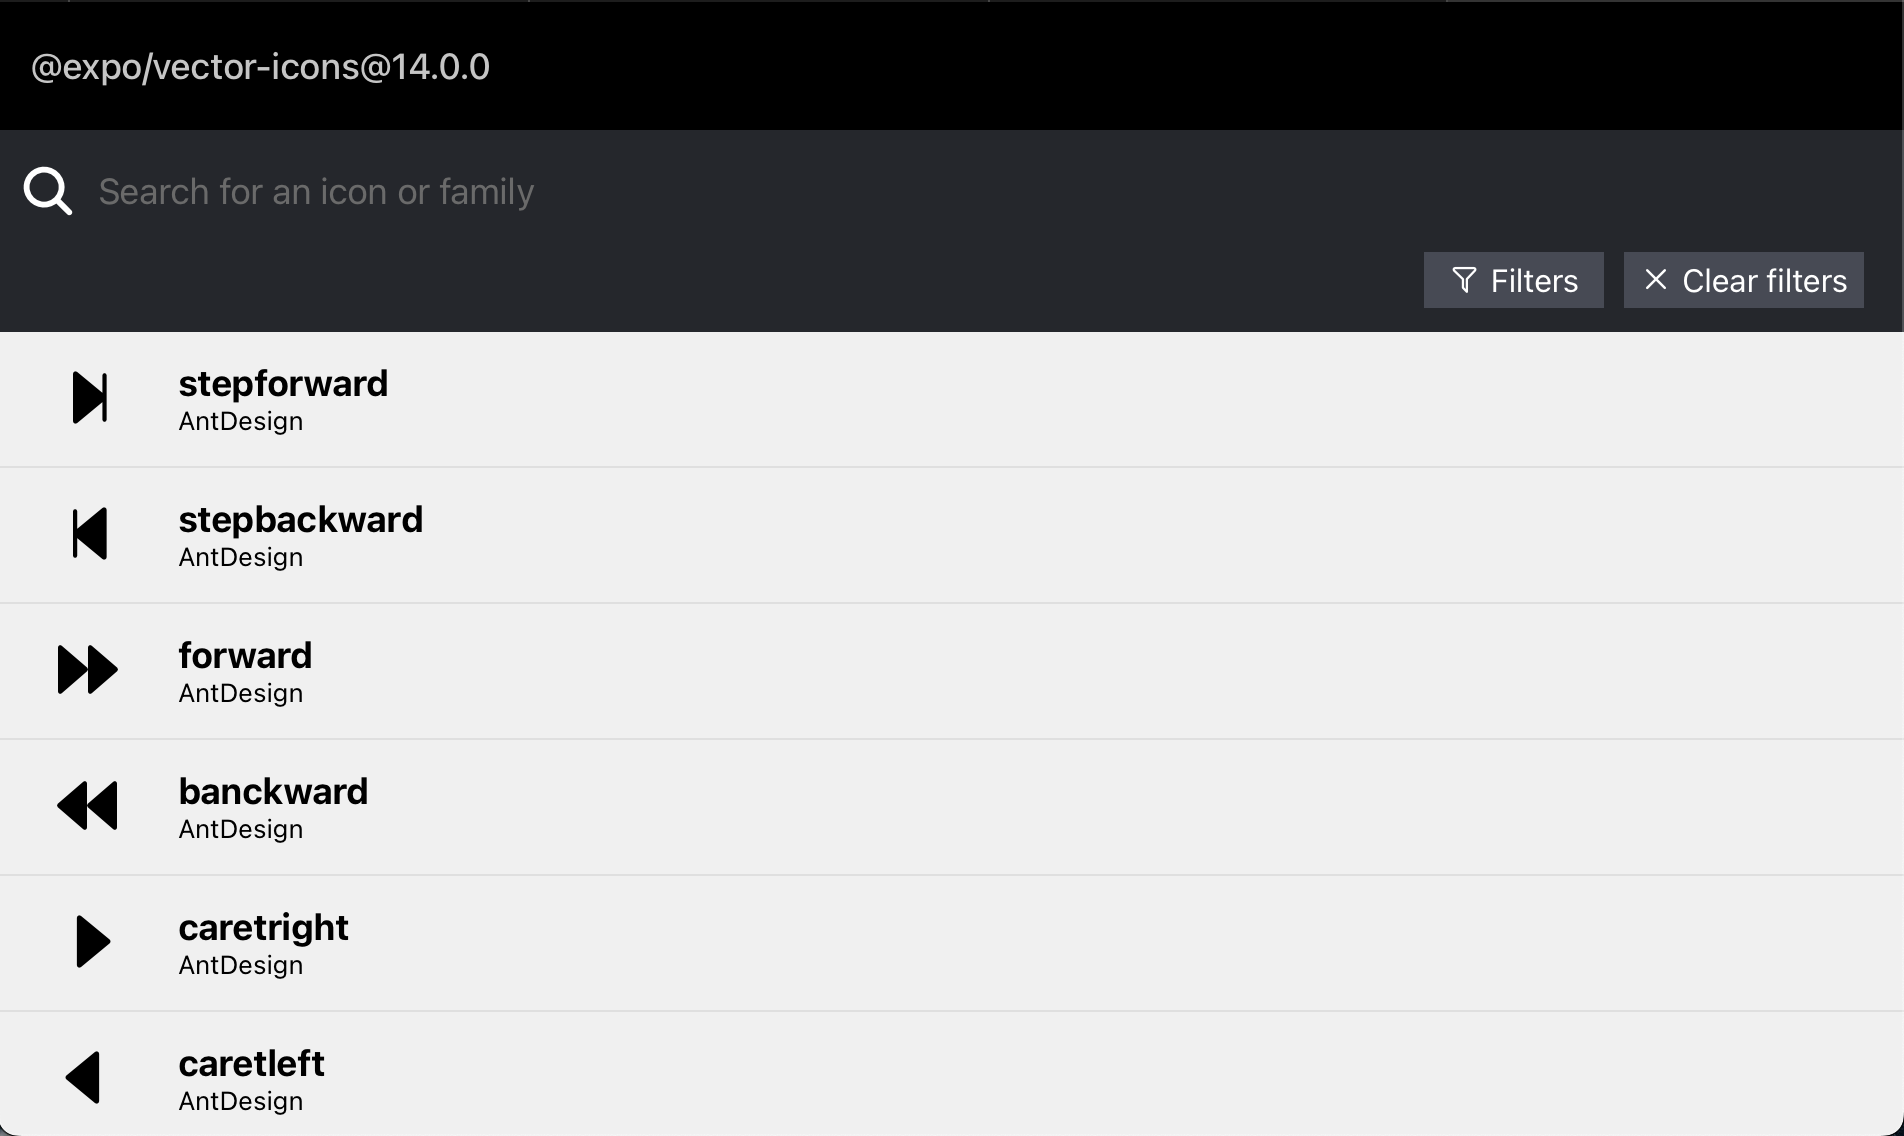 @expo/vector-icons@14.0.0
Search for an icon or family
Filters
Clear filters
stepforward
AntDesign
stepbackward
AntDesign
forward
AntDesign
banckward
AntDesign
caretright
AntDesign
caretleft
AntDesign